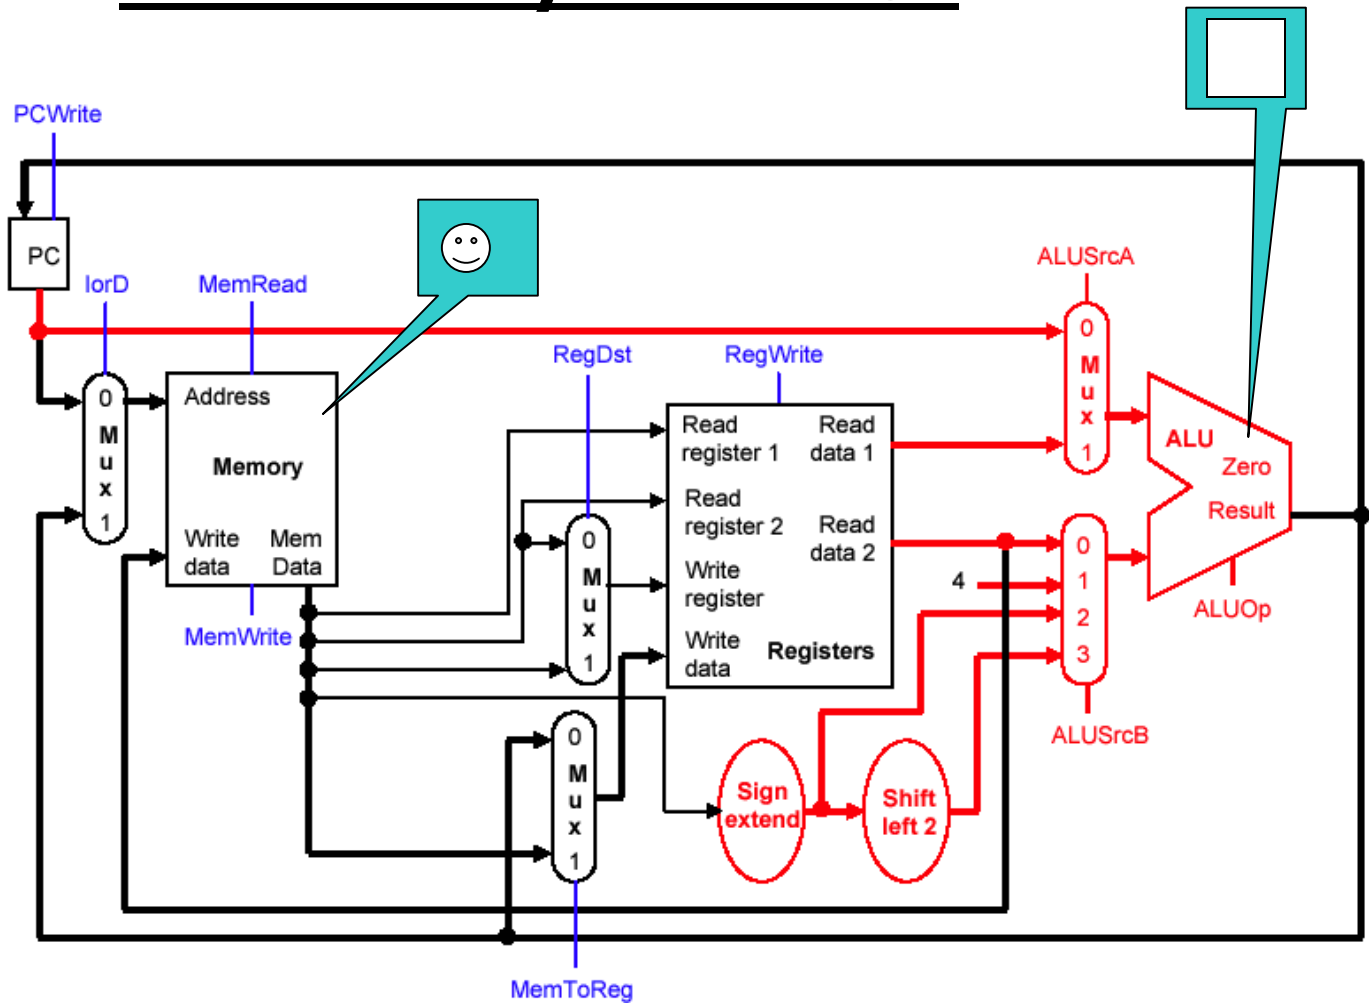 PCWrite
PC
IorD
MemRead
ALUSrcA
RegDst
RegWrite
0
M
u
x
1
Address
Memory
Write
data
Mem
Data
MemWrite
0
M
u
x
1
Read
register 1
Read
data 1
Read
register 2
Read
data 2
Write
register
Write
data
Registers
0
M
u
x
1
ALU
Zero
Result
ALUOp
4
0
1
2
3
ALUSrcB
0
M
u
x
1
MemToReg
Sign
extend
Shift
left 2